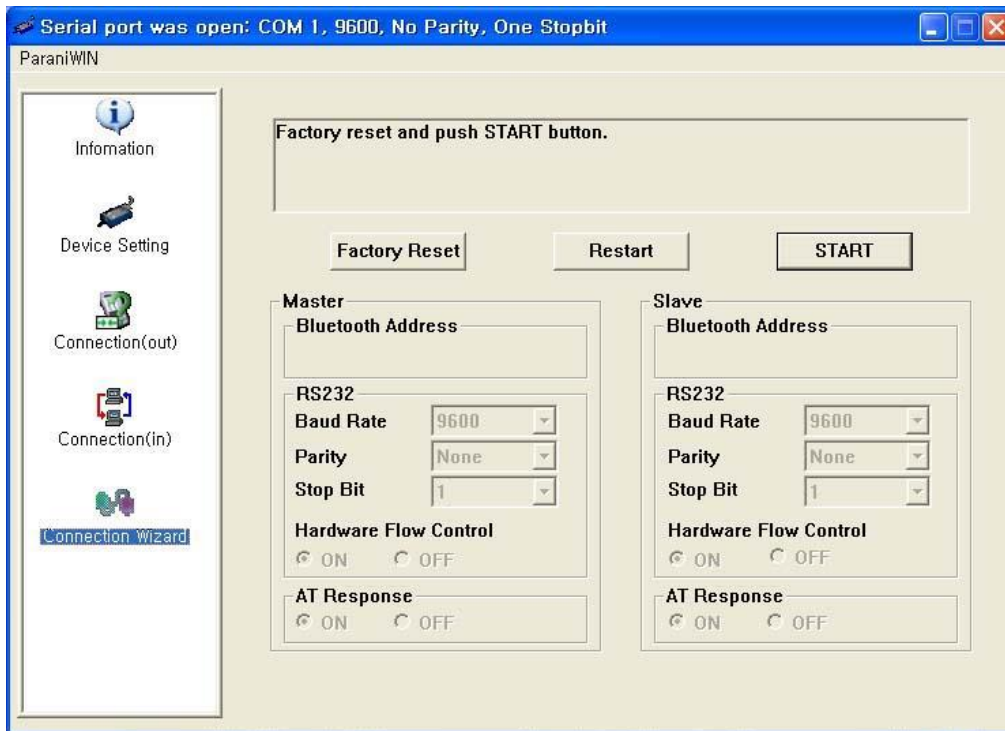 Serial port was open: COM 1, 9600, No Parity, One Stopbit
ParaniWIN
Infomation
Device Setting
Connection(out)
Connection(in)
Connection Wizard
Factory reset and push START button.
Factory Reset
Restart
START
Master
Bluetooth Address
RS232
Baud Rate 9600
Parity None
Stop Bit 1
Hardware Flow Control
ON OFF
AT Response
ON OFF
Slave
Bluetooth Address
RS232
Baud Rate 9600
Parity None
Stop Bit 1
Hardware Flow Control
ON OFF
AT Response
ON OFF